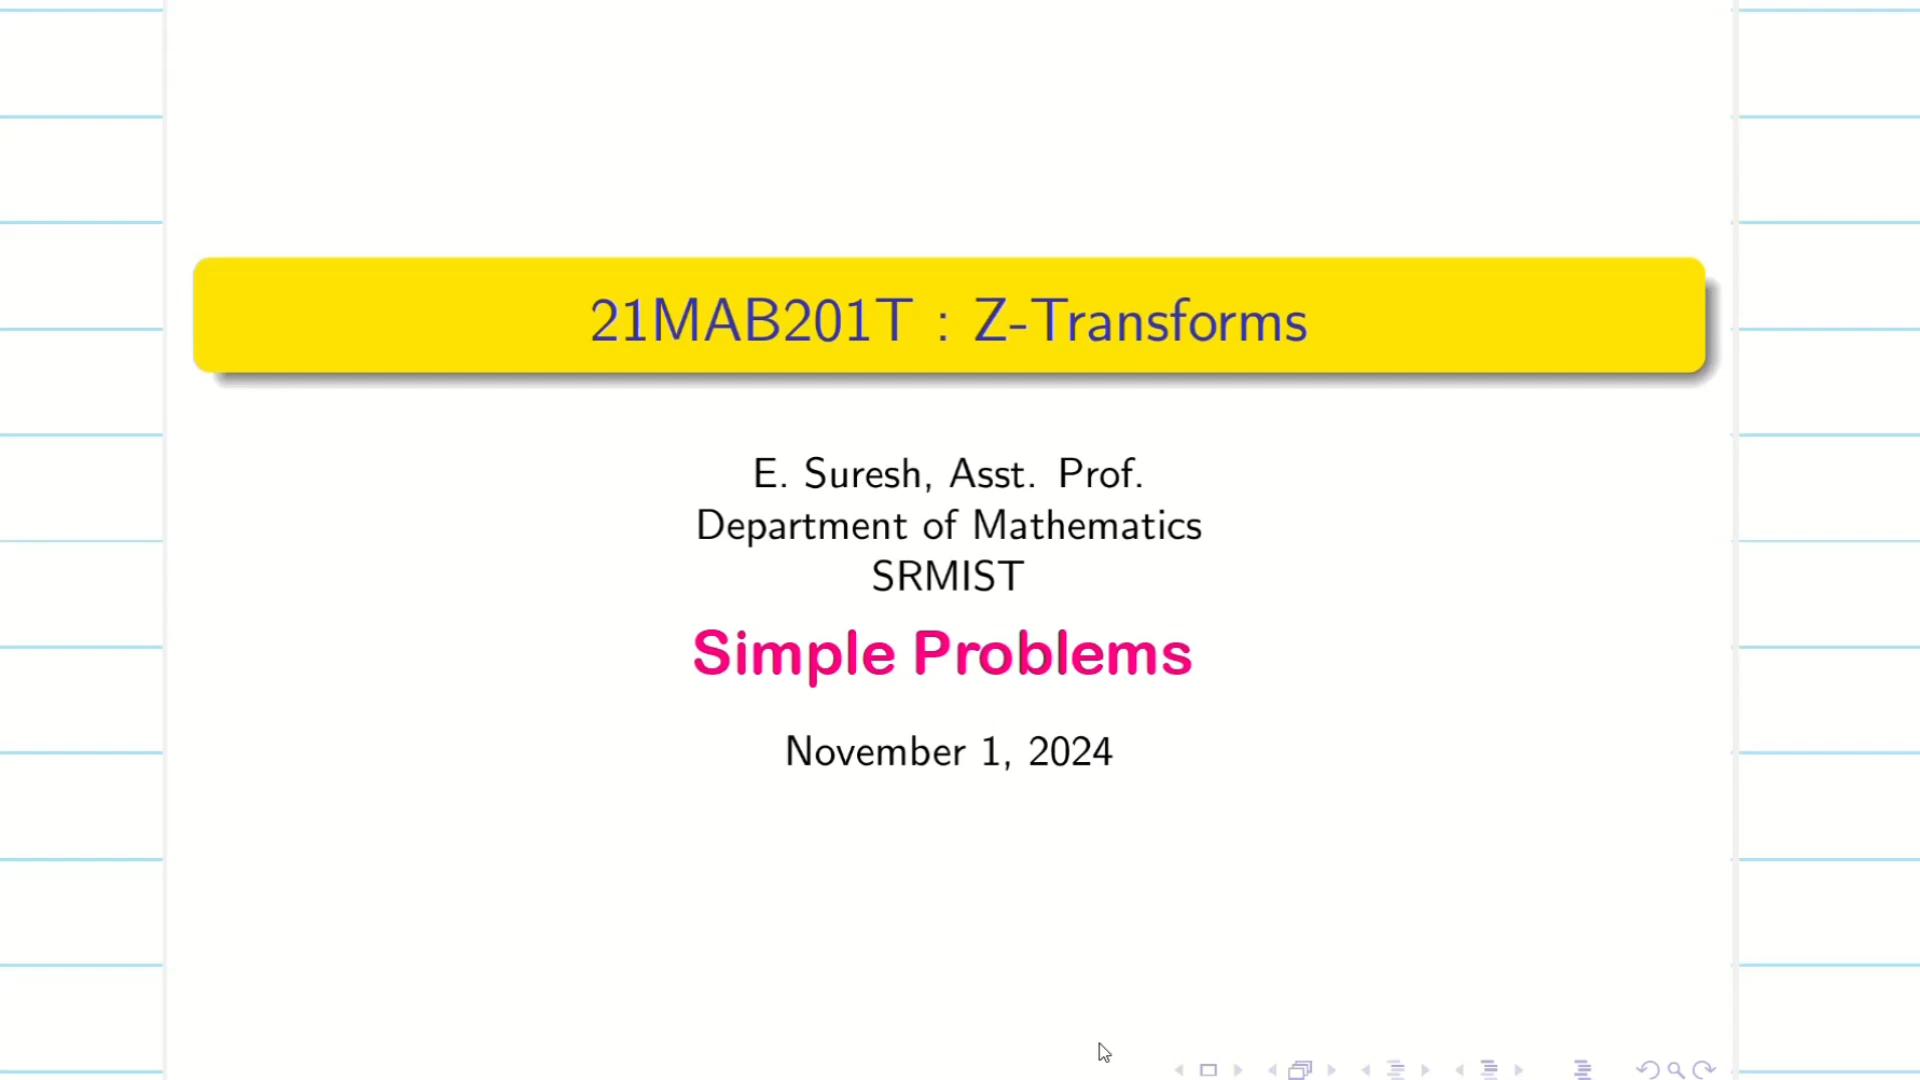 21MAB201T : Z-Transforms
E. Suresh, Asst. Prof.
Department of Mathematics
SRMIST
Simple Problems
November 1, 2024